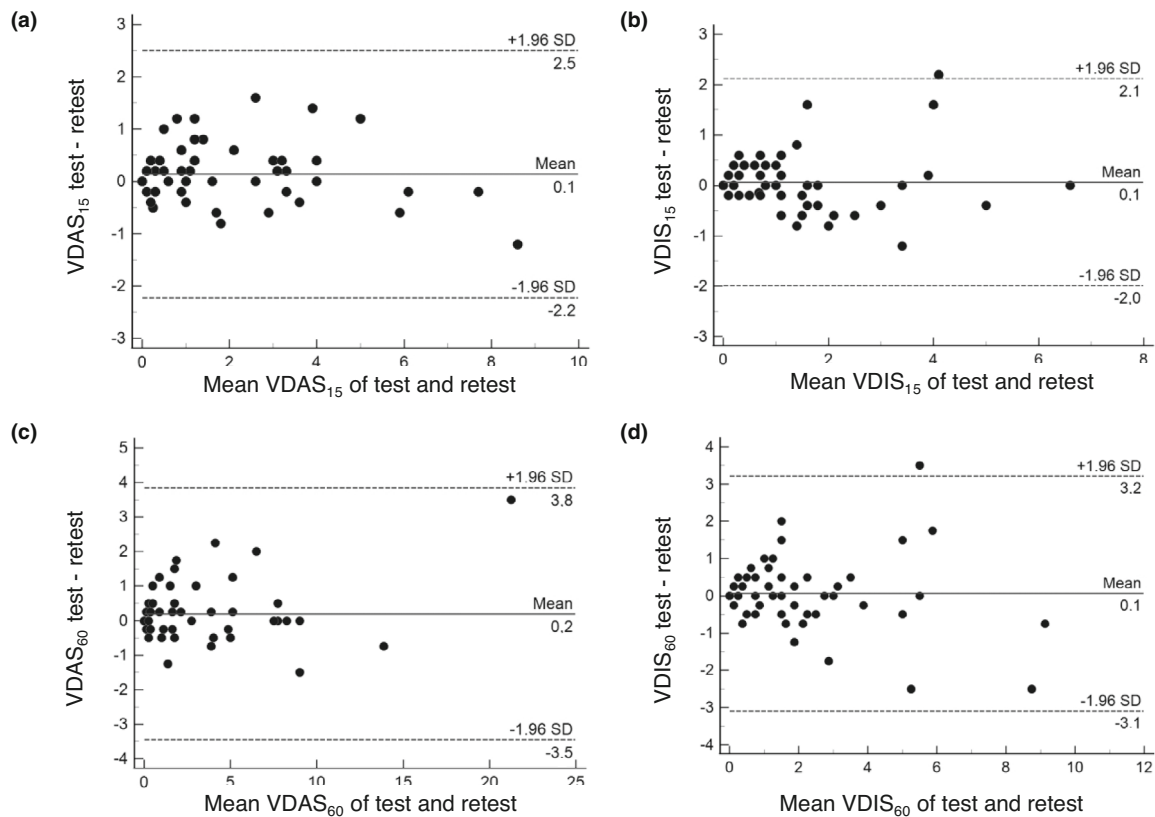 (a)
3
2
1
0
-1
-2
-3
+1.96 SD
2.5
Mean
0.1
-1.96 SD
-2.2
0 2 4 6 8 10
VDAS₁₅ test - retest
Mean VDAS₁₅ of test and retest
(b)
3
2
1
0
-1
-2
-3
+1.96 SD
2.1
Mean
0.1
-1.96 SD
-2,0
0 2 4 6 8
VDIS₁₅ test - retest
Mean VDIS₁₅ of test and retest
(c)
5
4
3
2
1
0
-1
-2
-3
-4
+1.96 SD
3.8
Mean
0.2
-1.96 SD
-3.5
0 5 10 15 20 25
VDAS₆₀ test - retest
Mean VDAS₆₀ of test and retest
(d)
4
3
2
1
0
-1
-2
-3
-4
+1.96 SD
3.2
Mean
0.1
-1.96 SD
-3.1
0 2 4 6 8 10 12
VDIS₆₀ test - retest
Mean VDIS₆₀ of test and retest